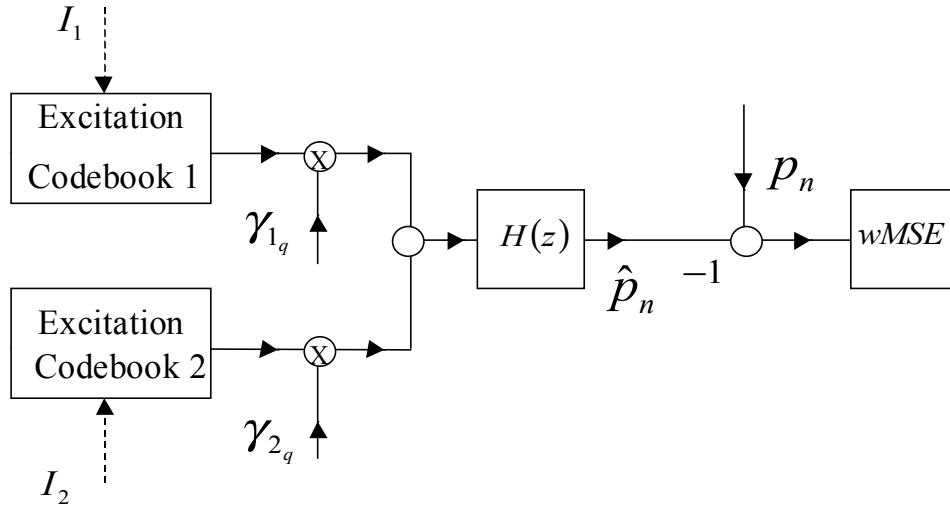 I₁
Excitation
Codebook 1
X
γ₁q
H(z)
p̂ₙ
−1
pₙ
wMSE
Excitation
Codebook 2
X
γ₂q
I₂